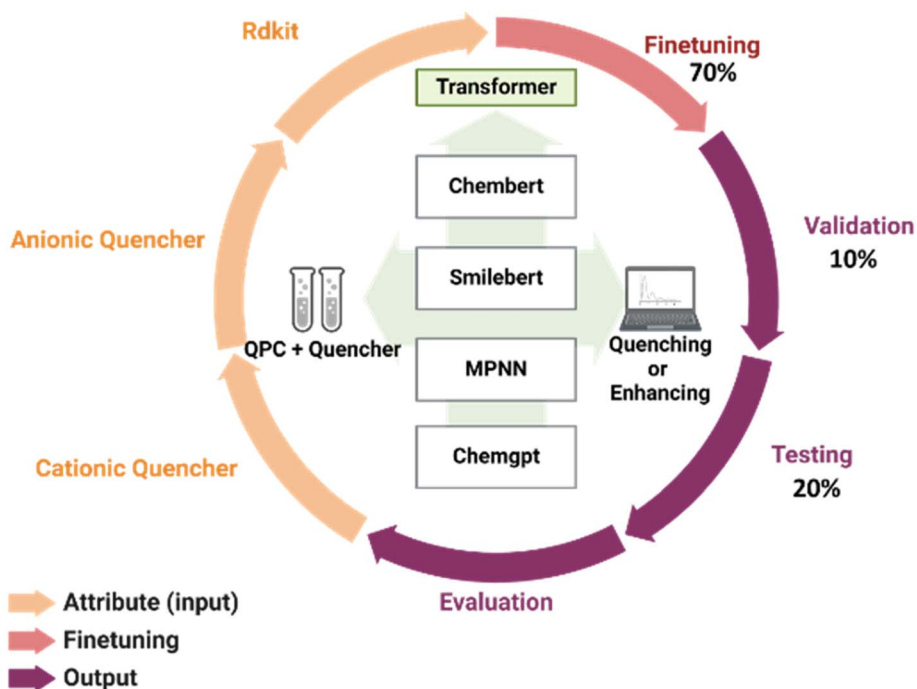 Rdkit
Finetuning
70%
Transformer
Chembert
Anionic Quencher
Validation
10%
Smilebert
QPC + Quencher
Quenching
or
Enhancing
MPNN
Chemgpt
Cationic Quencher
Testing
20%
Evaluation
Attribute (input)
Finetuning
Output